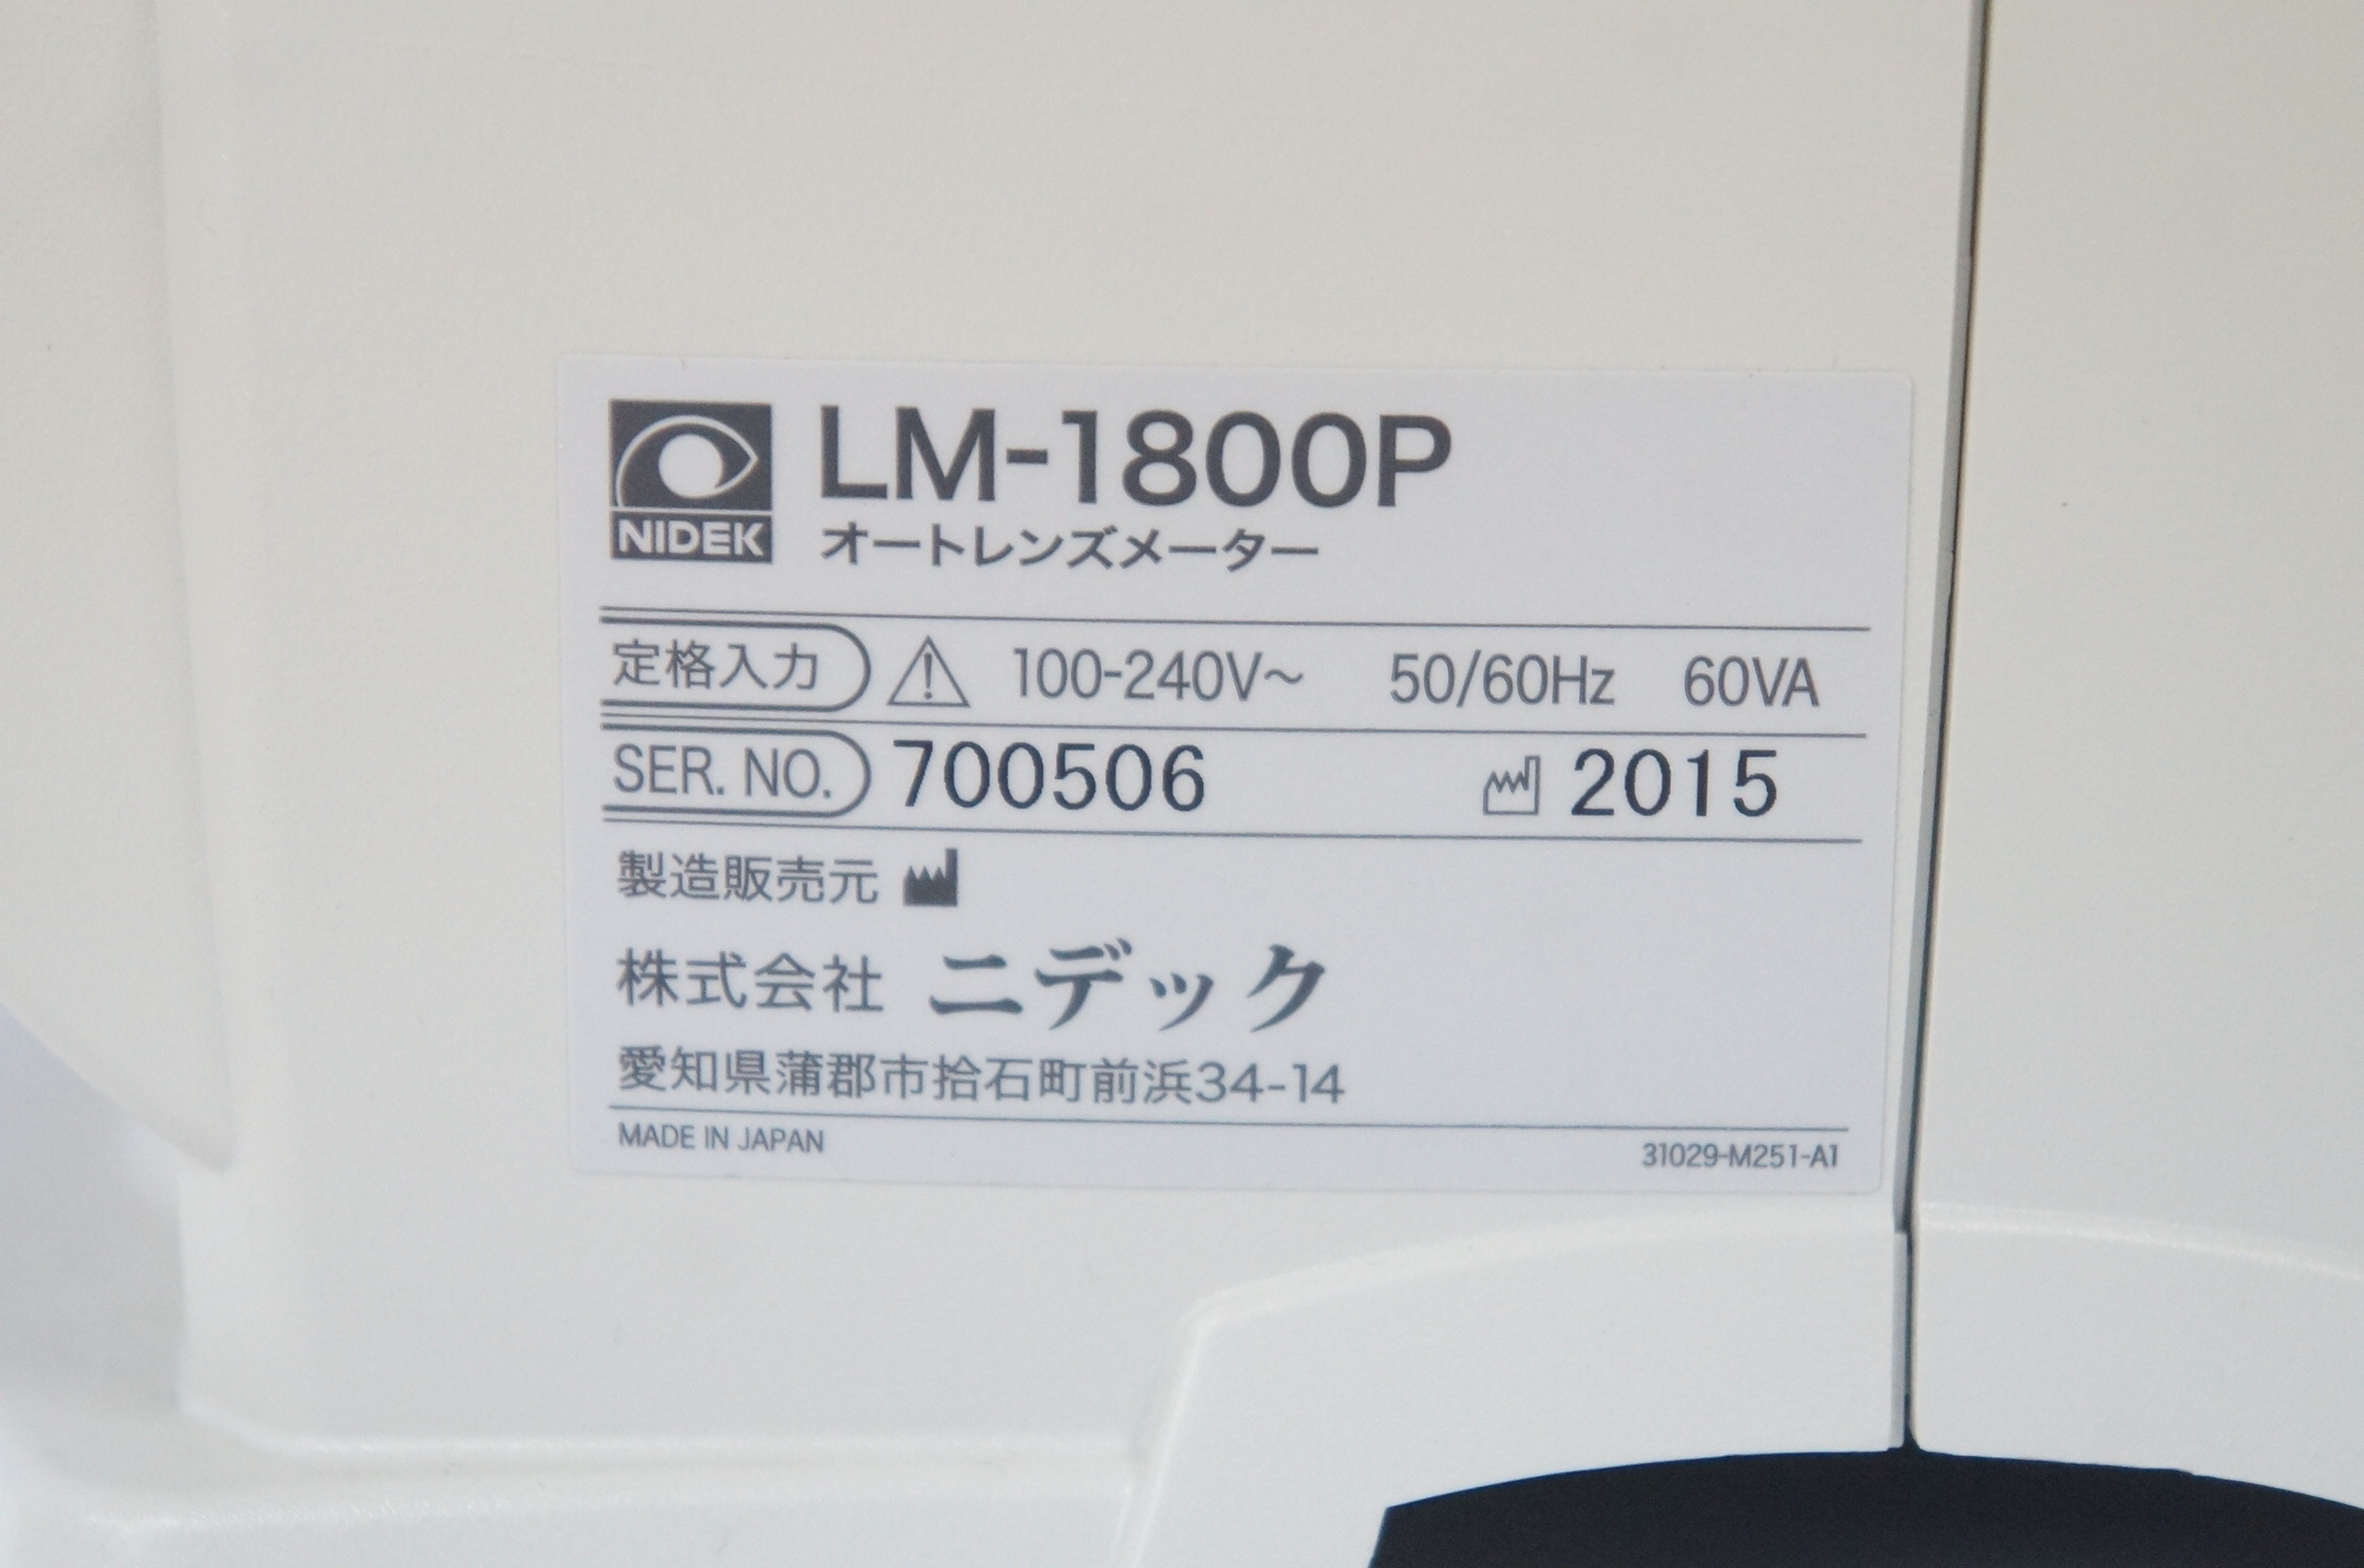 NIDEK
LM-1800P
オートレンズメーター
定格入力 100-240V~ 50/60Hz 60VA
SER. NO. 700506 2015
製造販売元
株式会社 ニデック
愛知県蒲郡市拾石町前浜34-14
MADE IN JAPAN 31029-M251-A1